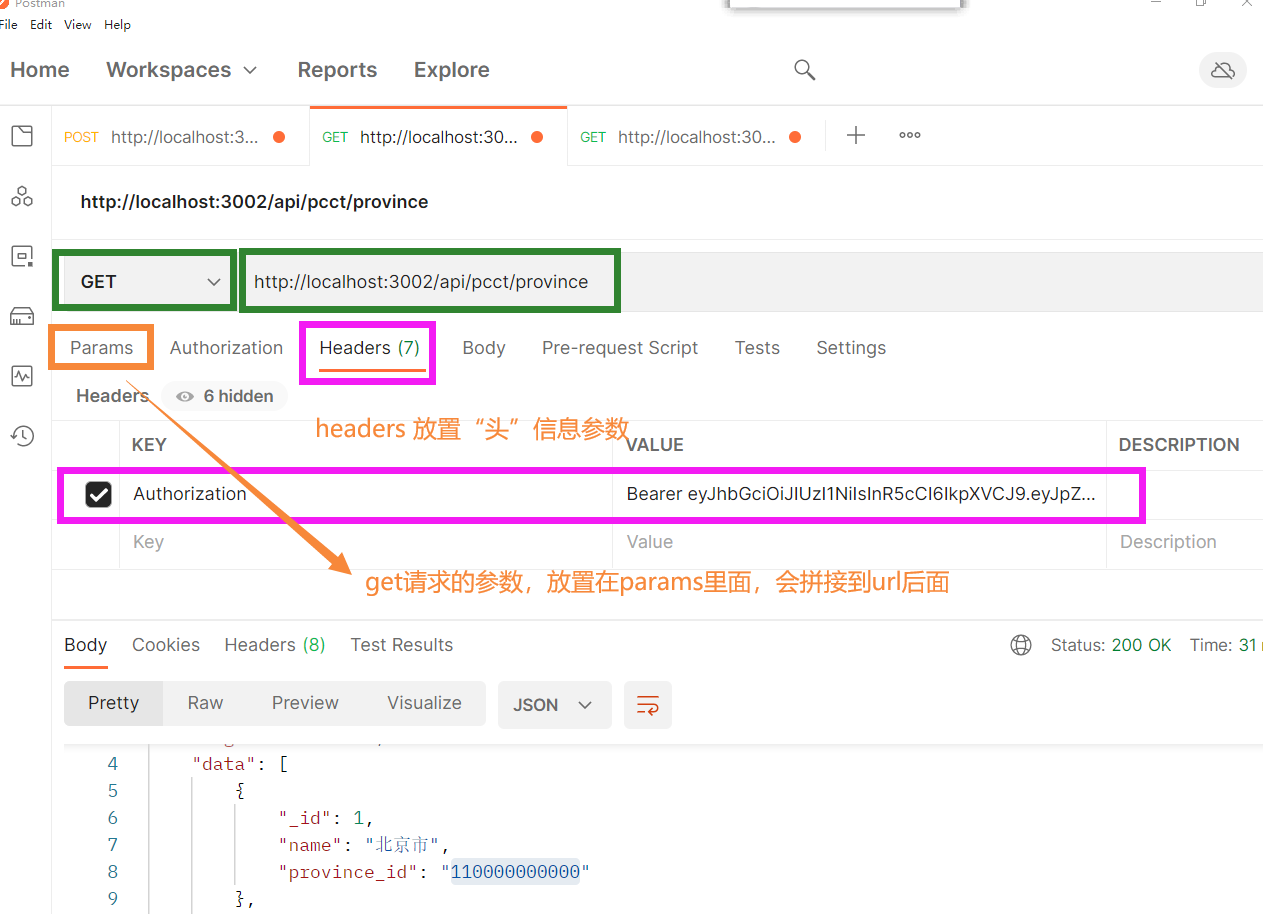 Postman
File Edit View Help
Home Workspaces Reports Explore
POST http://localhost:3... GET http://localhost:30... GET http://localhost:30...
http://localhost:3002/api/pcct/province
GET http://localhost:3002/api/pcct/province
Params Authorization Headers (7) Body Pre-request Script Tests Settings
Headers 6 hidden
headers 放置“头”信息参数
KEY VALUE DESCRIPTION
Authorization Bearer eyJhbGciOiJIUzI1NiIsInR5cCI6IkpXVCJ9.eyJpZ...
Key Value Description
get请求的参数，放置在params里面，会拼接到url后面
Body Cookies Headers (8) Test Results Status: 200 OK Time: 31
Pretty Raw Preview Visualize JSON
4 "data": [
5 {
6 "_id": 1,
7 "name": "北京市",
8 "province_id": "110000000000"
9 },